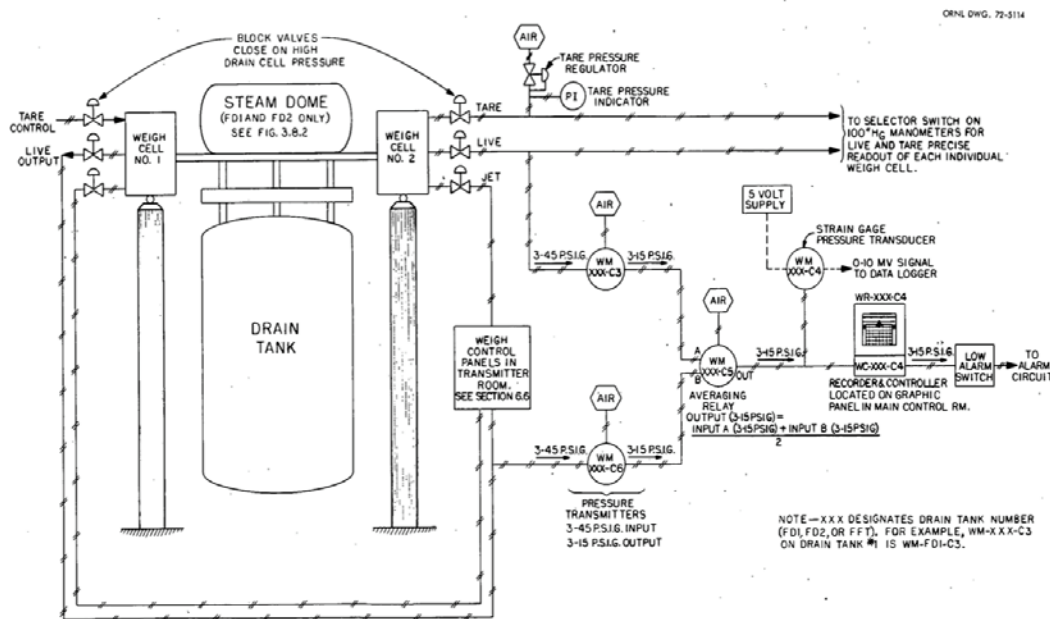 ORNL DWG. 72-5114
BLOCK VALVES
CLOSE ON HIGH
DRAIN CELL PRESSURE
AIR
TARE PRESSURE
REGULATOR
PI
TARE PRESSURE
INDICATOR
TARE
CONTROL
LIVE
OUTPUT
WEIGH
CELL
NO. 1
STEAM DOME
(FD1 AND FD2 ONLY)
SEE FIG. 3.8.2
WEIGH
CELL
NO. 2
TARE
LIVE
JET
TO SELECTOR SWITCH ON
100"HG MANOMETERS FOR
LIVE AND TARE PRECISE
READOUT OF EACH INDIVIDUAL
WEIGH CELL.
AIR
5 VOLT
SUPPLY
STRAIN GAGE
PRESSURE TRANSDUCER
3-45 P.S.I.G.
WM
XXX-C3
3-15 P.S.I.G.
WM
XXX-C4
0-10 MV SIGNAL
TO DATA LOGGER
AIR
WR-XXX-C4
DRAIN
TANK
WEIGH
CONTROL
PANELS IN
TRANSMITTER
ROOM.
SEE SECTION 6.6
A
B
WM
XXX-C5
OUT
3-15 P.S.I.G.
WC-XXX-C4
3-15 P.S.I.G.
LOW
ALARM
SWITCH
TO
ALARM
CIRCUIT
RECORDER & CONTROLLER
LOCATED ON GRAPHIC
PANEL IN MAIN CONTROL RM.
AVERAGING
RELAY
OUTPUT (3-15 PSIG) =
INPUT A (3-15 PSIG) + INPUT B (3-15 PSIG)
2
AIR
3-45 P.S.I.G.
WM
XXX-C6
3-15 P.S.I.G.
PRESSURE
TRANSMITTERS
3-45 P.S.I.G. INPUT
3-15 P.S.I.G. OUTPUT
NOTE—XXX DESIGNATES DRAIN TANK NUMBER
(FD1, FD2, OR FFT). FOR EXAMPLE, WM-XXX-C3
ON DRAIN TANK #1 IS WM-FD1-C3.